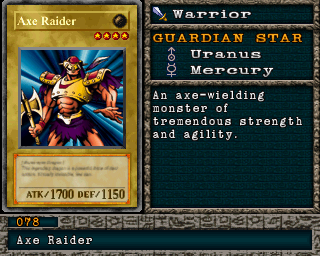 Axe Raider
ATK/1700 DEF/1150
Warrior
GUARDIAN STAR
Uranus
Mercury
An axe-wielding
monster of
tremendous strength
and agility.
078
Axe Raider